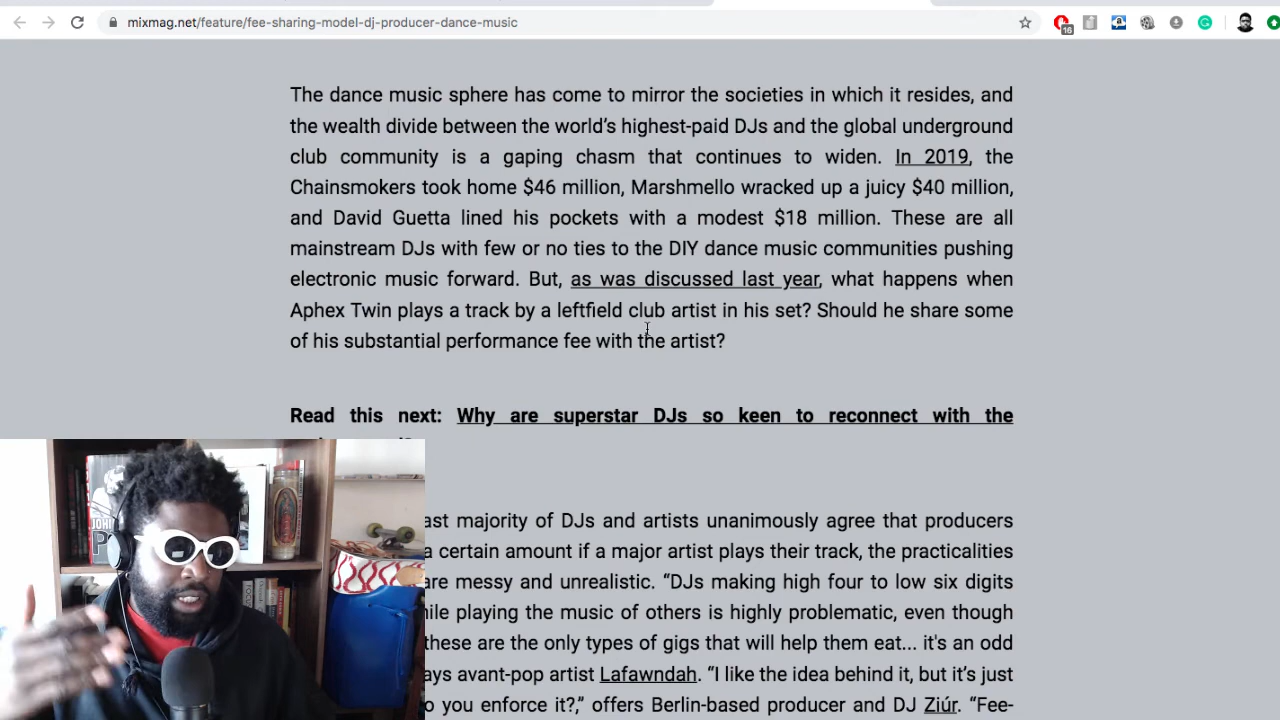 mixmag.net/feature/fee-sharing-model-dj-producer-dance-music
16
The dance music sphere has come to mirror the societies in which it resides, and
the wealth divide between the world's highest-paid DJs and the global underground
club community is a gaping chasm that continues to widen. In 2019, the
Chainsmokers took home $46 million, Marshmello wracked up a juicy $40 million,
and David Guetta lined his pockets with a modest $18 million. These are all
mainstream DJs with few or no ties to the DIY dance music communities pushing
electronic music forward. But, as was discussed last year, what happens when
Aphex Twin plays a track by a leftfield club artist in his set? Should he share some
of his substantial performance fee with the artist?
Read this next: Why are superstar DJs so keen to reconnect with the
ast majority of DJs and artists unanimously agree that producers
a certain amount if a major artist plays their track, the practicalities
are messy and unrealistic. “DJs making high four to low six digits
hile playing the music of others is highly problematic, even though
these are the only types of gigs that will help them eat... it's an odd
ays avant-pop artist Lafawndah. “I like the idea behind it, but it’s just
o you enforce it?,” offers Berlin-based producer and DJ Ziúr. “Fee-